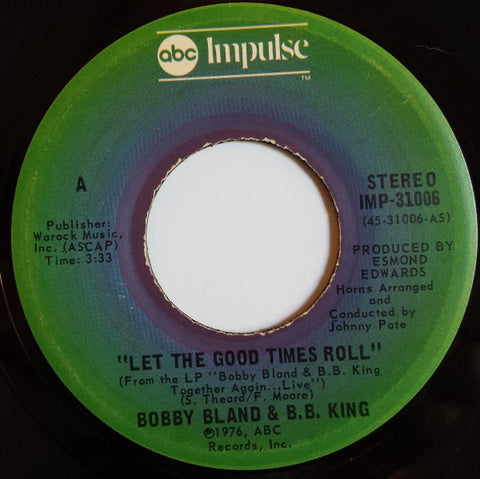 abc Impulse
TM
A
Publisher:
Warock Music,
Inc. (ASCAP)
Time: 3:33
STEREO
IMP-31006
(45-31006-AS)
PRODUCED BY
ESMOND
EDWARDS
Horns Arranged
and
Conducted by
Johnny Pate
"LET THE GOOD TIMES ROLL"
(From the LP "Bobby Bland & B.B. King
Together Again...Live")
(S. Theard/F. Moore)
BOBBY BLAND & B.B. KING
℗1976, ABC
Records, Inc.